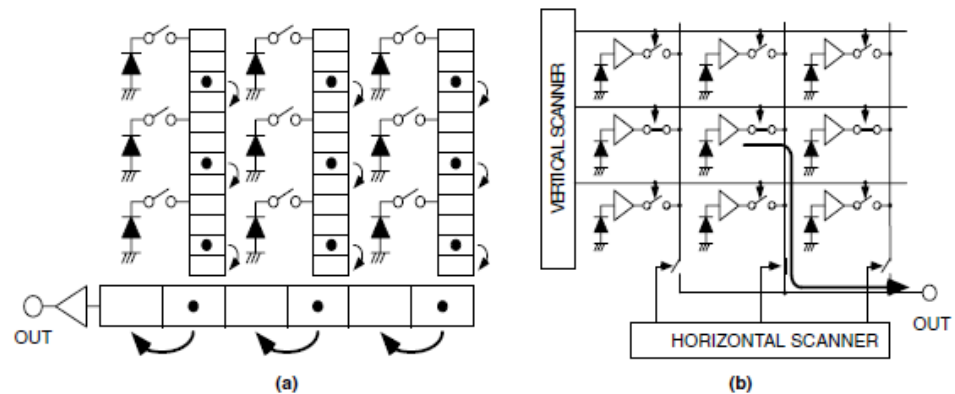 (b)
VERTICAL SCANNER
OUT
OUT
HORIZONTAL SCANNER
(a)
(b)